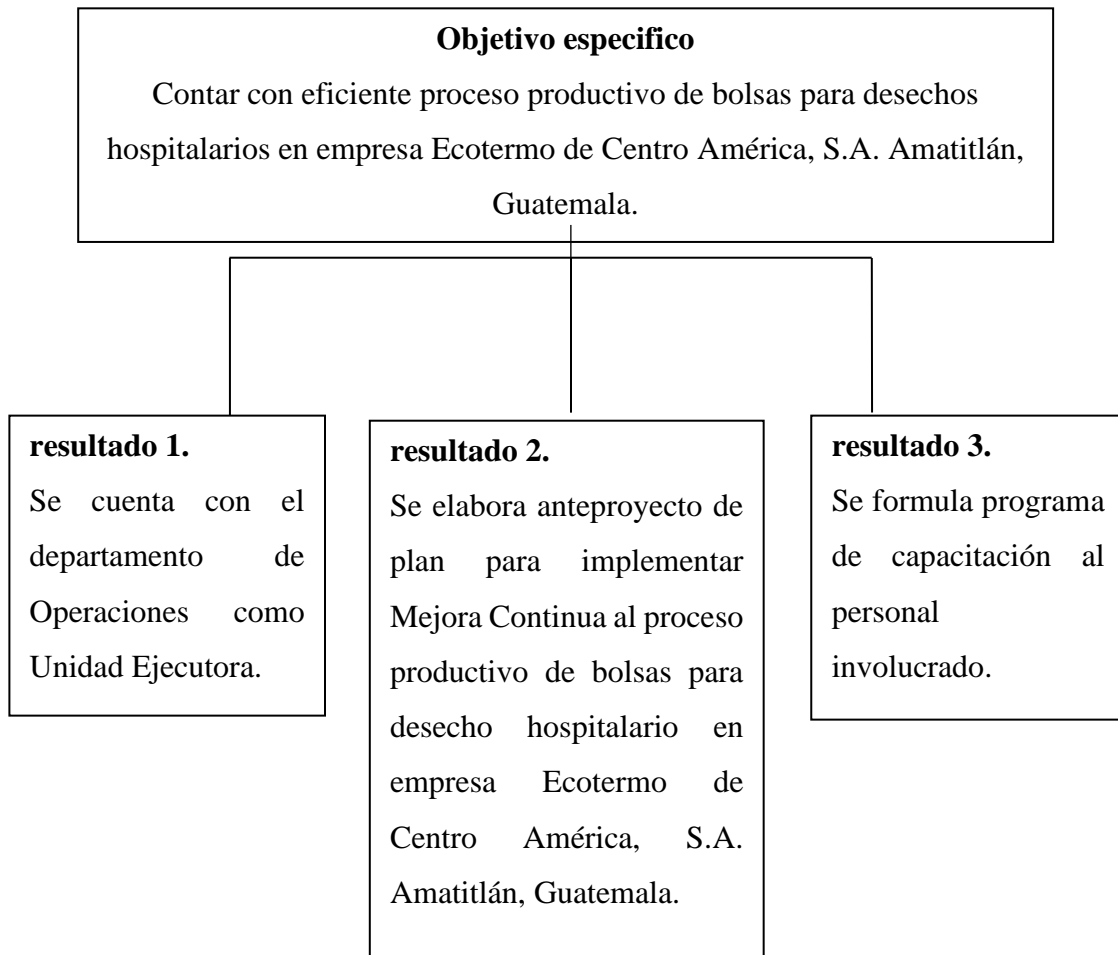 Objetivo especifico
Contar con eficiente proceso productivo de bolsas para desechos
hospitalarios en empresa Ecotermo de Centro América, S.A. Amatitlán,
Guatemala.
resultado 1.
Se cuenta con el
departamento de
Operaciones como
Unidad Ejecutora.
resultado 2.
Se elabora anteproyecto de
plan para implementar
Mejora Continua al proceso
productivo de bolsas para
desecho hospitalario en
empresa Ecotermo de
Centro América, S.A.
Amatitlán, Guatemala.
resultado 3.
Se formula programa
de capacitación al
personal
involucrado.